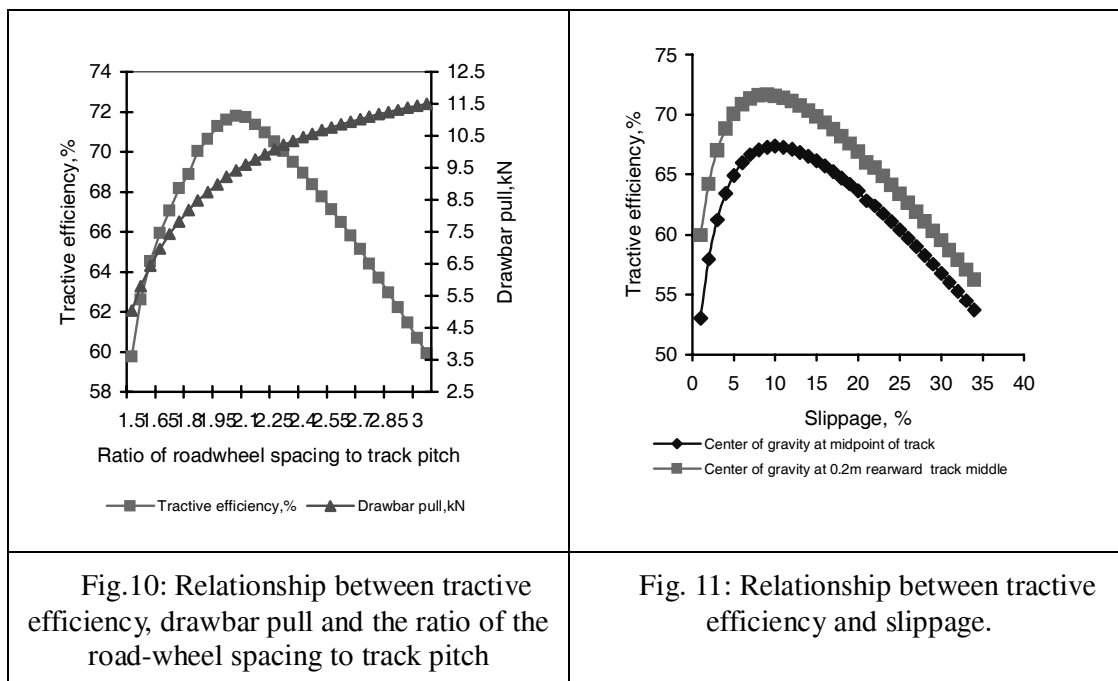 74
72
70
68
66
64
62
60
58
Tractive efficiency,%
12.5
11.5
10.5
9.5
8.5
7.5
6.5
5.5
4.5
3.5
2.5
Drawbar pull,kN
1.5 1.65 1.8 1.95 2.1 2.25 2.4 2.55 2.7 2.85 3
Ratio of roadwheel spacing to track pitch
Tractive efficiency,% Drawbar pull,kN
75
70
65
60
55
50
Tractive efficiency,%
0 5 10 15 20 25 30 35 40
Slippage, %
Center of gravity at midpoint of track
Center of gravity at 0.2m rearward track middle
Fig.10: Relationship between tractive
efficiency, drawbar pull and the ratio of the
road-wheel spacing to track pitch
Fig. 11: Relationship between tractive
efficiency and slippage.